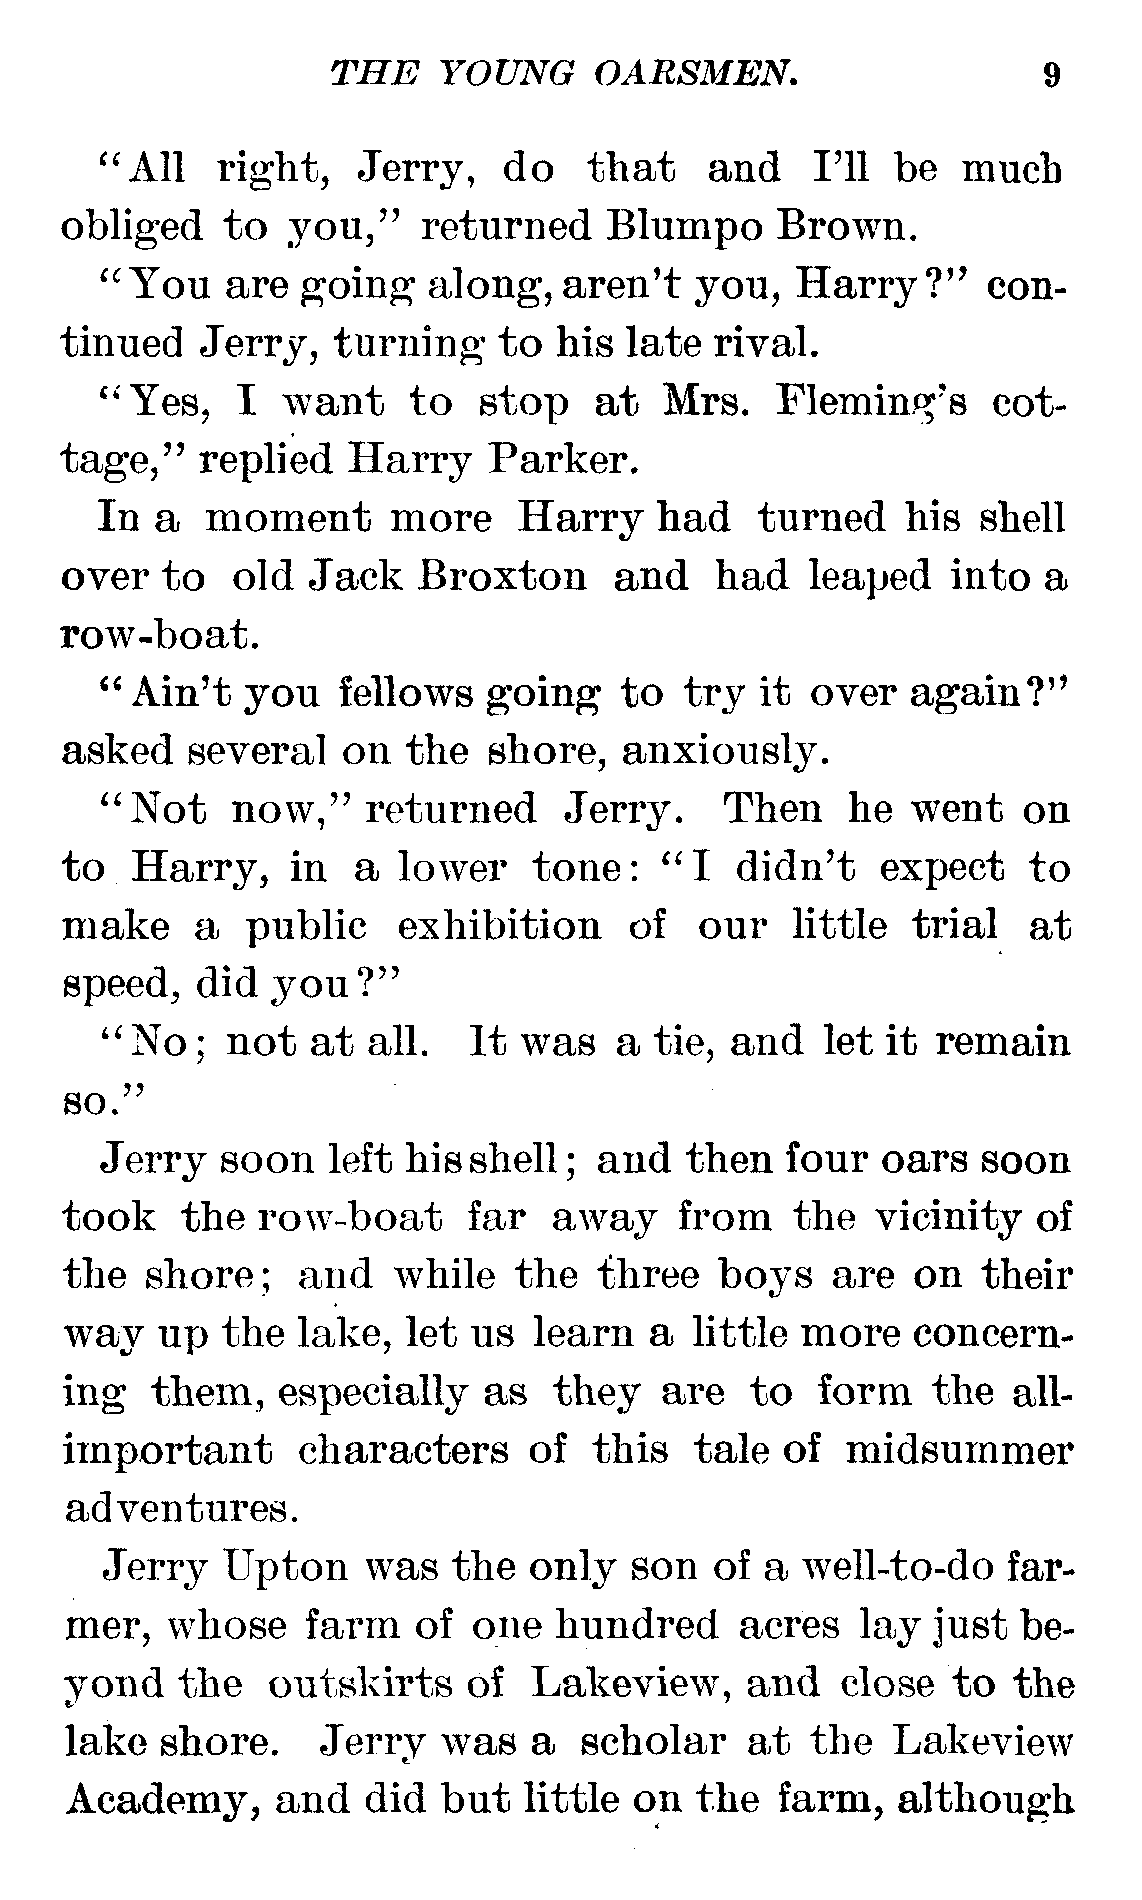 THE YOUNG OARSMEN. 9
"All right, Jerry, do that and I'll be much
obliged to you," returned Blumpo Brown.
"You are going along, aren't you, Harry?" con-
tinued Jerry, turning to his late rival.
"Yes, I want to stop at Mrs. Fleming's cot-
tage," replied Harry Parker.
In a moment more Harry had turned his shell
over to old Jack Broxton and had leaped into a
row-boat.
"Ain't you fellows going to try it over again?"
asked several on the shore, anxiously.
"Not now," returned Jerry. Then he went on
to Harry, in a lower tone: "I didn't expect to
make a public exhibition of our little trial at
speed, did you?"
"No; not at all. It was a tie, and let it remain
so."
Jerry soon left his shell; and then four oars soon
took the row-boat far away from the vicinity of
the shore; and while the three boys are on their
way up the lake, let us learn a little more concern-
ing them, especially as they are to form the all-
important characters of this tale of midsummer
adventures.
Jerry Upton was the only son of a well-to-do far-
mer, whose farm of one hundred acres lay just be-
yond the outskirts of Lakeview, and close to the
lake shore. Jerry was a scholar at the Lakeview
Academy, and did but little on the farm, although